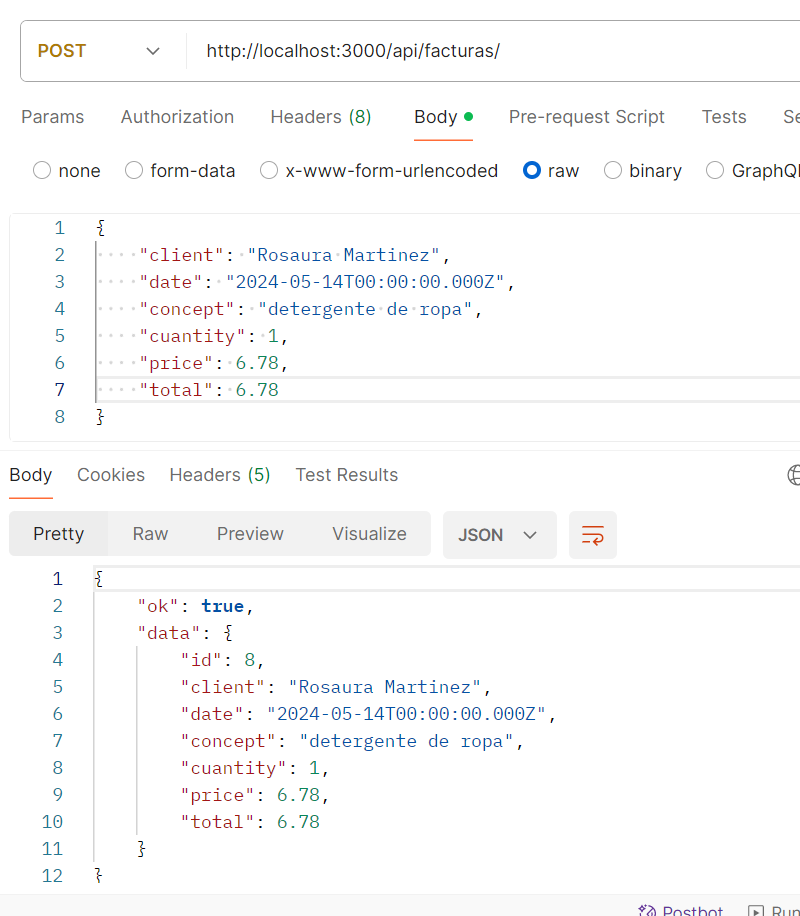 POST http://localhost:3000/api/facturas/
Params Authorization Headers (8) Body Pre-request Script Tests Se
none form-data x-www-form-urlencoded raw binary GraphQL
1 {
2 "client": "Rosaura Martinez",
3 "date": "2024-05-14T00:00:00.000Z",
4 "concept": "detergente de ropa",
5 "cuantity": 1,
6 "price": 6.78,
7 "total": 6.78
8 }
Body Cookies Headers (5) Test Results
Pretty Raw Preview Visualize JSON
1 {
2 "ok": true,
3 "data": {
4 "id": 8,
5 "client": "Rosaura Martinez",
6 "date": "2024-05-14T00:00:00.000Z",
7 "concept": "detergente de ropa",
8 "cuantity": 1,
9 "price": 6.78,
10 "total": 6.78
11 }
12 }
Postbot Run